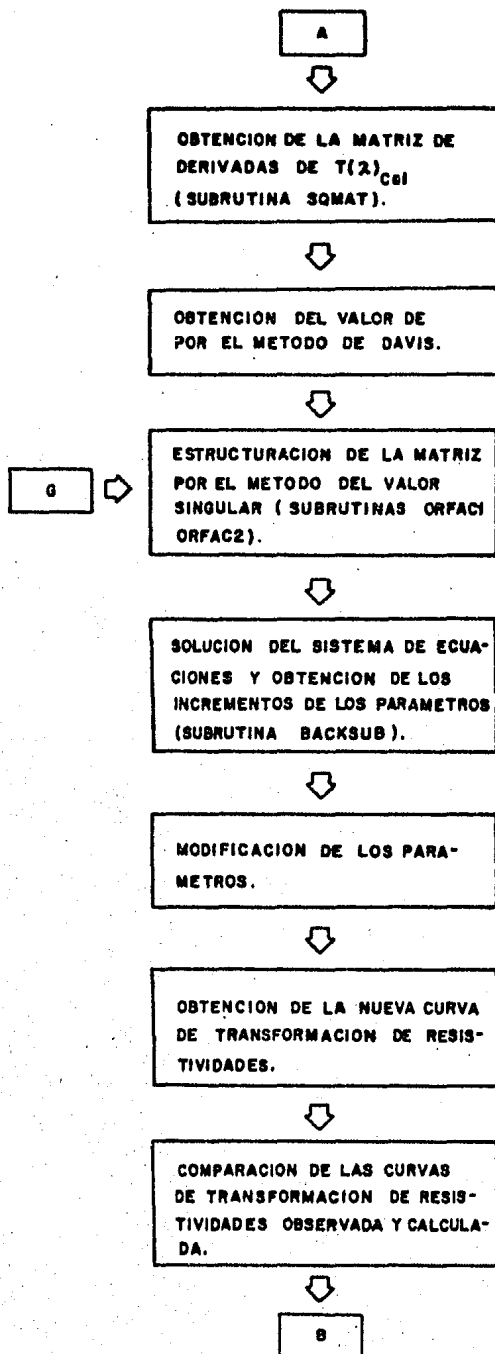 A
OBTENCION DE LA MATRIZ DE
DERIVADAS DE T(λ)Cal
(SUBRUTINA SQMAT).
OBTENCION DEL VALOR DE
POR EL METODO DE DAVIS.
ESTRUCTURACION DE LA MATRIZ
POR EL METODO DEL VALOR
SINGULAR (SUBRUTINAS ORFAC1
ORFAC2).
G
SOLUCION DEL SISTEMA DE ECUA-
CIONES Y OBTENCION DE LOS
INCREMENTOS DE LOS PARAMETROS
(SUBRUTINA BACKSUB).
MODIFICACION DE LOS PARA-
METROS.
OBTENCION DE LA NUEVA CURVA
DE TRANSFORMACION DE RESIS-
TIVIDADES.
COMPARACION DE LAS CURVAS
DE TRANSFORMACION DE RESIS-
TIVIDADES OBSERVADA Y CALCULA-
DA.
B